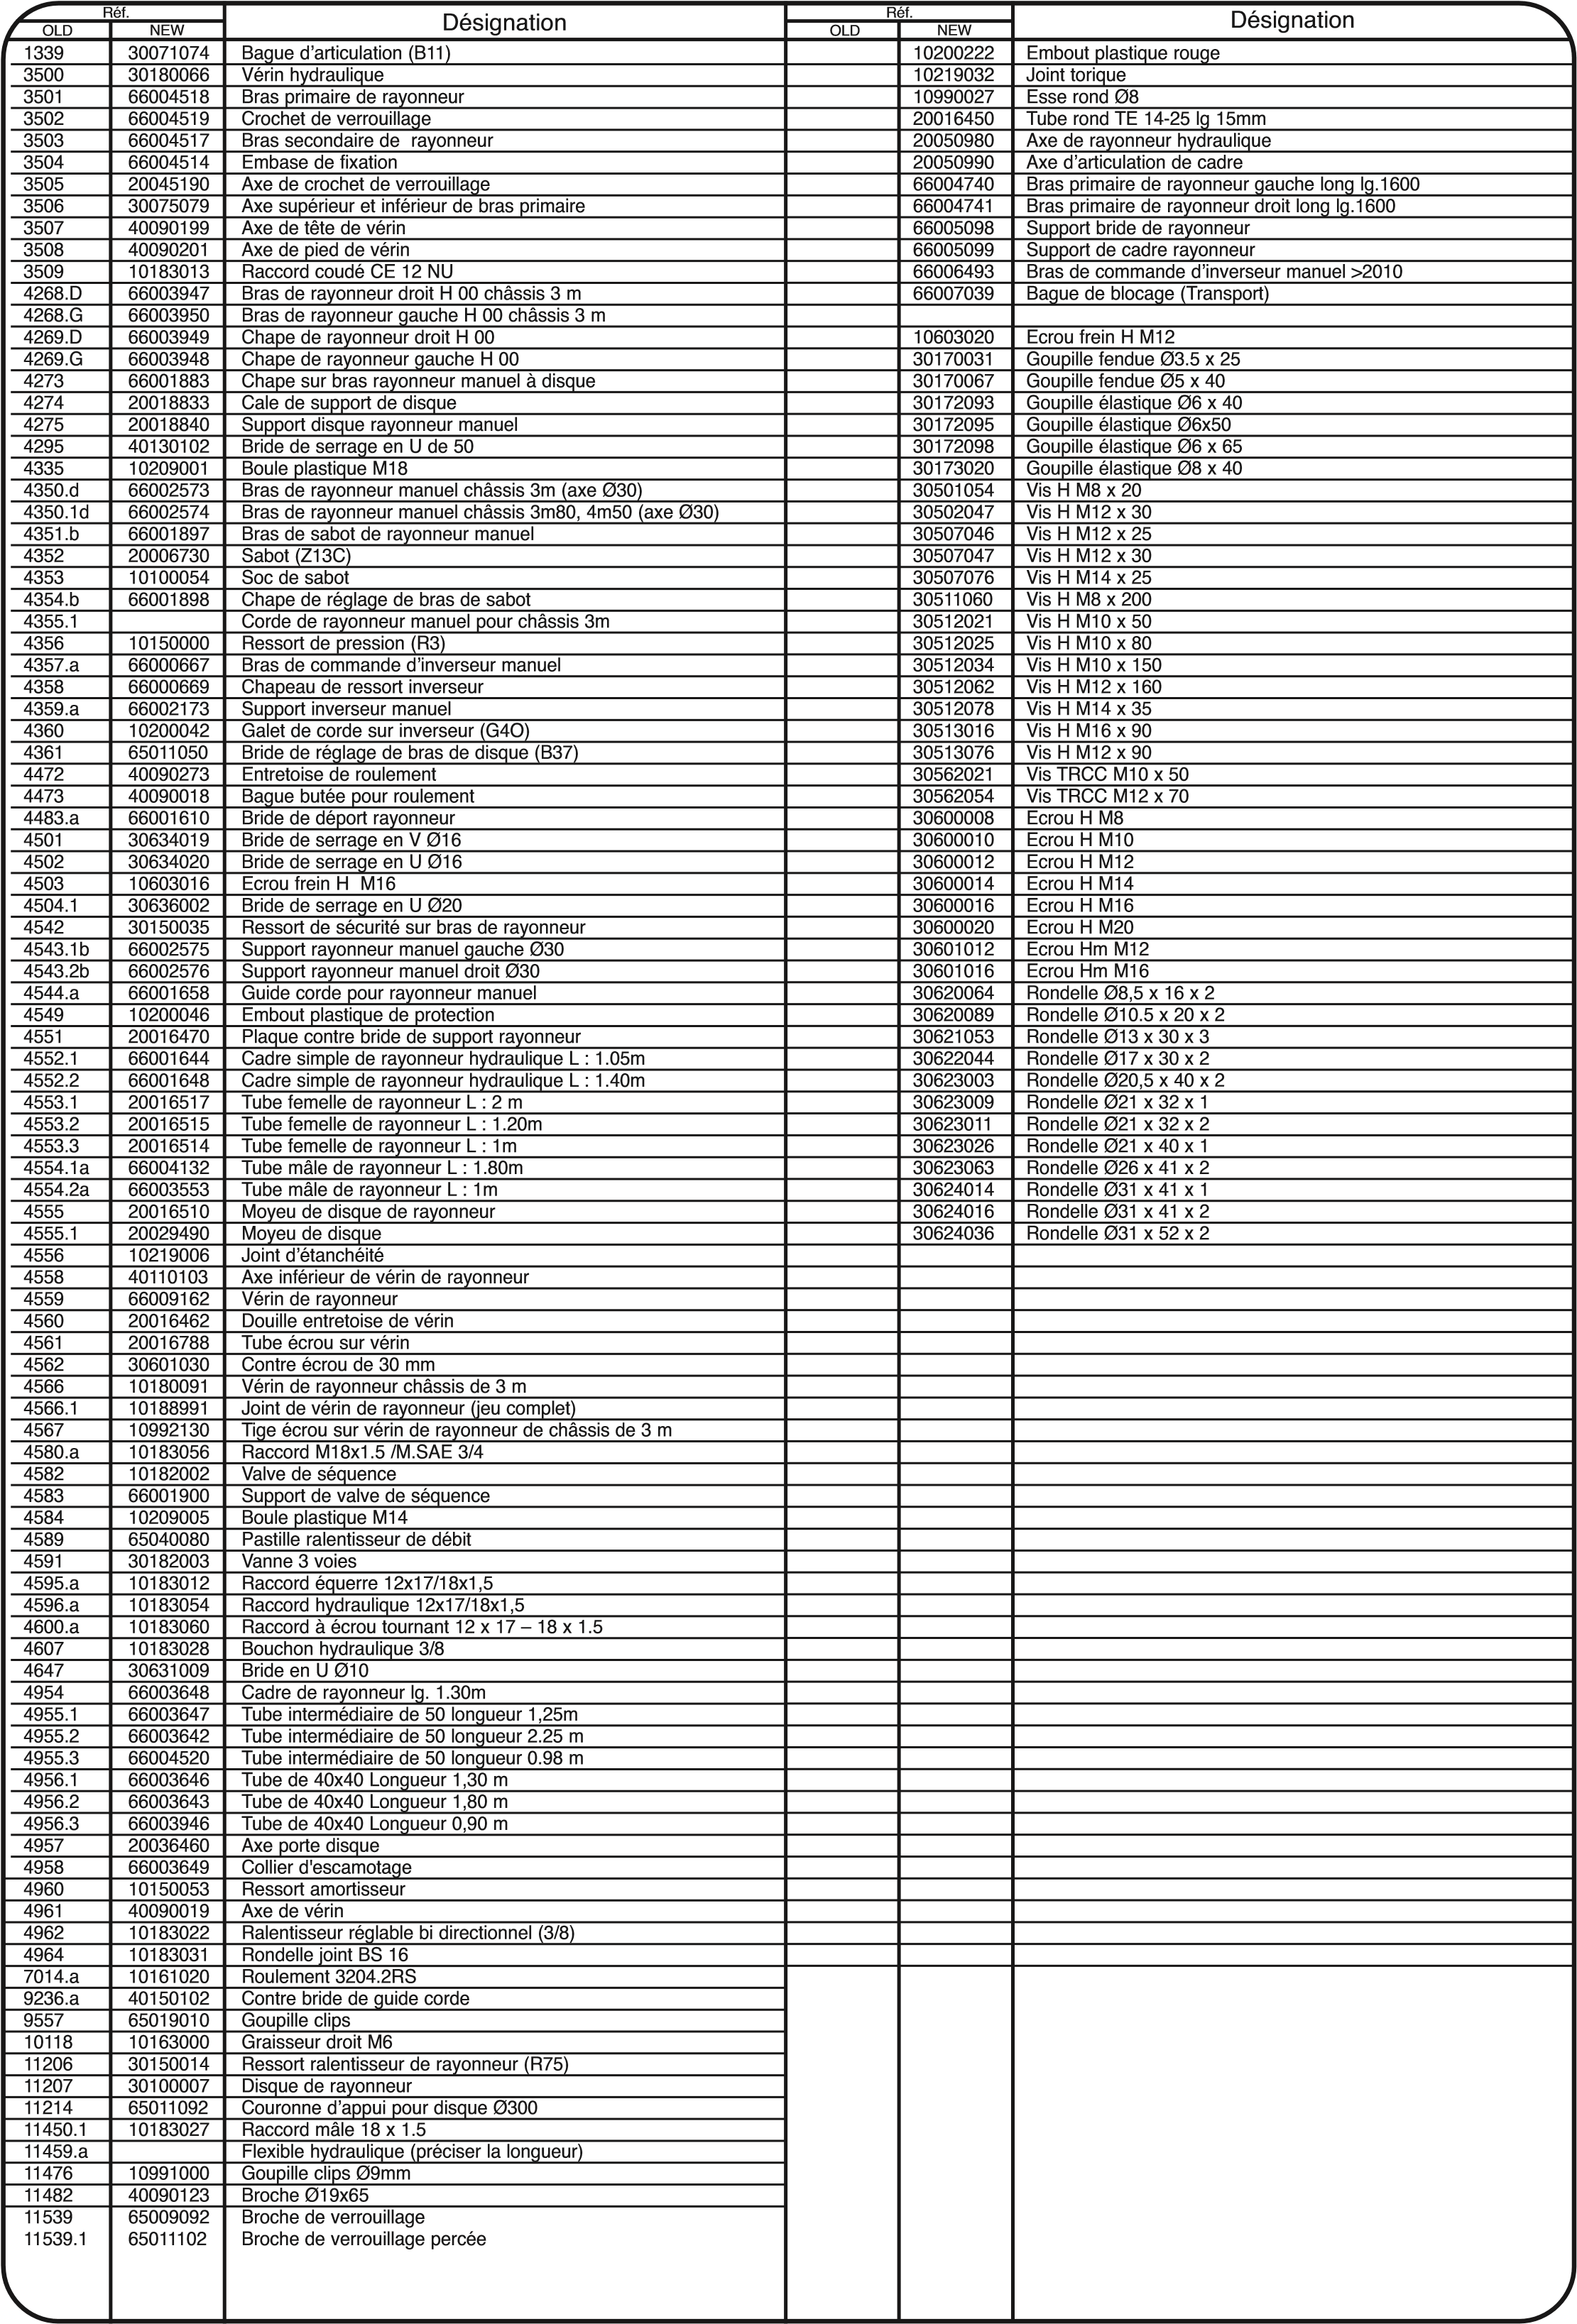 Réf. Désignation
OLD NEW
1339 30071074 Bague d'articulation (B11)
3500 30180066 Vérin hydraulique
3501 66004518 Bras primaire de rayonneur
3502 66004519 Crochet de verrouillage
3503 66004517 Bras secondaire de rayonneur
3504 66004514 Embase de fixation
3505 20045190 Axe de crochet de verrouillage
3506 30075079 Axe supérieur et inférieur de bras primaire
3507 40090199 Axe de tête de vérin
3508 40090201 Axe de pied de vérin
3509 10183013 Raccord coudé CE 12 NU
4268.D 66003947 Bras de rayonneur droit H 00 châssis 3 m
4268.G 66003950 Bras de rayonneur gauche H 00 châssis 3 m
4269.D 66003949 Chape de rayonneur droit H 00
4269.G 66003948 Chape de rayonneur gauche H 00
4273 66001883 Chape sur bras rayonneur manuel à disque
4274 20018833 Cale de support de disque
4275 20018840 Support disque rayonneur manuel
4295 40130102 Bride de serrage en U de 50
4335 10209001 Boule plastique M18
4350.d 66002573 Bras de rayonneur manuel châssis 3m (axe Ø30)
4350.1d 66002574 Bras de rayonneur manuel châssis 3m80, 4m50 (axe Ø30)
4351.b 66001897 Bras de sabot de rayonneur manuel
4352 20006730 Sabot (Z13C)
4353 10100054 Soc de sabot
4354.b 66001898 Chape de réglage de bras de sabot
4355.1 Corde de rayonneur manuel pour châssis 3m
4356 10150000 Ressort de pression (R3)
4357.a 66000667 Bras de commande d'inverseur manuel
4358 66000669 Chapeau de ressort inverseur
4359.a 66002173 Support inverseur manuel
4360 10200042 Galet de corde sur inverseur (G4O)
4361 65011050 Bride de réglage de bras de disque (B37)
4472 40090273 Entretoise de roulement
4473 40090018 Bague butée pour roulement
4483.a 66001610 Bride de déport rayonneur
4501 30634019 Bride de serrage en V Ø16
4502 30634020 Bride de serrage en U Ø16
4503 10603016 Ecrou frein H M16
4504.1 30636002 Bride de serrage en U Ø20
4542 30150035 Ressort de sécurité sur bras de rayonneur
4543.1b 66002575 Support rayonneur manuel gauche Ø30
4543.2b 66002576 Support rayonneur manuel droit Ø30
4544.a 66001658 Guide corde pour rayonneur manuel
4549 10200046 Embout plastique de protection
4551 20016470 Plaque contre bride de support rayonneur
4552.1 66001644 Cadre simple de rayonneur hydraulique L : 1.05m
4552.2 66001648 Cadre simple de rayonneur hydraulique L : 1.40m
4553.1 20016517 Tube femelle de rayonneur L : 2 m
4553.2 20016515 Tube femelle de rayonneur L : 1.20m
4553.3 20016514 Tube femelle de rayonneur L : 1m
4554.1a 66004132 Tube mâle de rayonneur L : 1.80m
4554.2a 66003553 Tube mâle de rayonneur L : 1m
4555 20016510 Moyeu de disque de rayonneur
4555.1 20029490 Moyeu de disque
4556 10219006 Joint d'étanchéité
4558 40110103 Axe inférieur de vérin de rayonneur
4559 66009162 Vérin de rayonneur
4560 20016462 Douille entretoise de vérin
4561 20016788 Tube écrou sur vérin
4562 30601030 Contre écrou de 30 mm
4566 10180091 Vérin de rayonneur châssis de 3 m
4566.1 10188991 Joint de vérin de rayonneur (jeu complet)
4567 10992130 Tige écrou sur vérin de rayonneur de châssis de 3 m
4580.a 10183056 Raccord M18x1.5 /M.SAE 3/4
4582 10182002 Valve de séquence
4583 66001900 Support de valve de séquence
4584 10209005 Boule plastique M14
4589 65040080 Pastille ralentisseur de débit
4591 30182003 Vanne 3 voies
4595.a 10183012 Raccord équerre 12x17/18x1,5
4596.a 10183054 Raccord hydraulique 12x17/18x1,5
4600.a 10183060 Raccord à écrou tournant 12 x 17 – 18 x 1.5
4607 10183028 Bouchon hydraulique 3/8
4647 30631009 Bride en U Ø10
4954 66003648 Cadre de rayonneur lg. 1.30m
4955.1 66003647 Tube intermédiaire de 50 longueur 1,25m
4955.2 66003642 Tube intermédiaire de 50 longueur 2.25 m
4955.3 66004520 Tube intermédiaire de 50 longueur 0.98 m
4956.1 66003646 Tube de 40x40 Longueur 1,30 m
4956.2 66003643 Tube de 40x40 Longueur 1,80 m
4956.3 66003946 Tube de 40x40 Longueur 0,90 m
4957 20036460 Axe porte disque
4958 66003649 Collier d'escamotage
4960 10150053 Ressort amortisseur
4961 40090019 Axe de vérin
4962 10183022 Ralentisseur réglable bi directionnel (3/8)
4964 10183031 Rondelle joint BS 16
7014.a 10161020 Roulement 3204.2RS
9236.a 40150102 Contre bride de guide corde
9557 65019010 Goupille clips
10118 10163000 Graisseur droit M6
11206 30150014 Ressort ralentisseur de rayonneur (R75)
11207 30100007 Disque de rayonneur
11214 65011092 Couronne d'appui pour disque Ø300
11450.1 10183027 Raccord mâle 18 x 1.5
11459.a Flexible hydraulique (préciser la longueur)
11476 10991000 Goupille clips Ø9mm
11482 40090123 Broche Ø19x65
11539 65009092 Broche de verrouillage
11539.1 65011102 Broche de verrouillage percée
Réf. Désignation
OLD NEW
10200222 Embout plastique rouge
10219032 Joint torique
10990027 Esse rond Ø8
20016450 Tube rond TE 14-25 lg 15mm
20050980 Axe de rayonneur hydraulique
20050990 Axe d'articulation de cadre
66004740 Bras primaire de rayonneur gauche long lg.1600
66004741 Bras primaire de rayonneur droit long lg.1600
66005098 Support bride de rayonneur
66005099 Support de cadre rayonneur
66006493 Bras de commande d'inverseur manuel >2010
66007039 Bague de blocage (Transport)
10603020 Ecrou frein H M12
30170031 Goupille fendue Ø3.5 x 25
30170067 Goupille fendue Ø5 x 40
30172093 Goupille élastique Ø6 x 40
30172095 Goupille élastique Ø6x50
30172098 Goupille élastique Ø6 x 65
30173020 Goupille élastique Ø8 x 40
30501054 Vis H M8 x 20
30502047 Vis H M12 x 30
30507046 Vis H M12 x 25
30507047 Vis H M12 x 30
30507076 Vis H M14 x 25
30511060 Vis H M8 x 200
30512021 Vis H M10 x 50
30512025 Vis H M10 x 80
30512034 Vis H M10 x 150
30512062 Vis H M12 x 160
30512078 Vis H M14 x 35
30513016 Vis H M16 x 90
30513076 Vis H M12 x 90
30562021 Vis TRCC M10 x 50
30562054 Vis TRCC M12 x 70
30600008 Ecrou H M8
30600010 Ecrou H M10
30600012 Ecrou H M12
30600014 Ecrou H M14
30600016 Ecrou H M16
30600020 Ecrou H M20
30601012 Ecrou Hm M12
30601016 Ecrou Hm M16
30620064 Rondelle Ø8,5 x 16 x 2
30620089 Rondelle Ø10.5 x 20 x 2
30621053 Rondelle Ø13 x 30 x 3
30622044 Rondelle Ø17 x 30 x 2
30623003 Rondelle Ø20,5 x 40 x 2
30623009 Rondelle Ø21 x 32 x 1
30623011 Rondelle Ø21 x 32 x 2
30623026 Rondelle Ø21 x 40 x 1
30623063 Rondelle Ø26 x 41 x 2
30624014 Rondelle Ø31 x 41 x 1
30624016 Rondelle Ø31 x 41 x 2
30624036 Rondelle Ø31 x 52 x 2